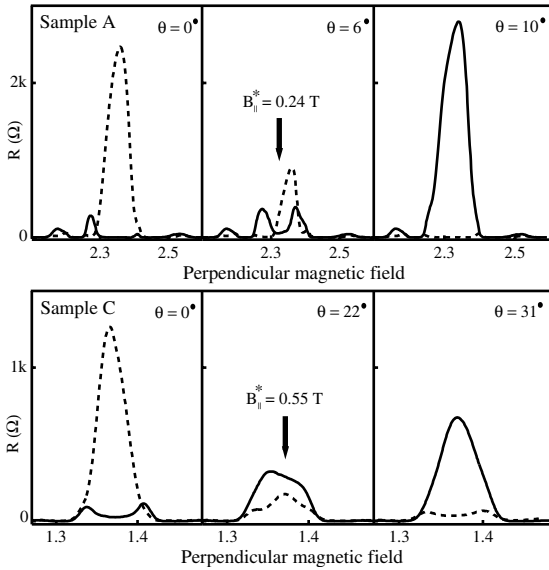 Sample A
θ = 0°
θ = 6°
θ = 10°
2k
0
R (Ω)
B*∥ = 0.24 T
2.3 2.5 2.3 2.5 2.3 2.5
Perpendicular magnetic field
Sample C
θ = 0°
θ = 22°
θ = 31°
1k
0
R (Ω)
B*∥ = 0.55 T
1.3 1.4 1.3 1.4 1.3 1.4
Perpendicular magnetic field